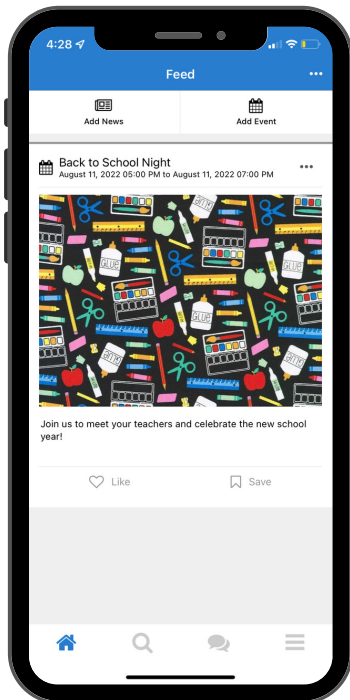 4:28
Feed
Add News
Add Event
Back to School Night
August 11, 2022 05:00 PM to August 11, 2022 07:00 PM
GLUE
GLUE
GLUE
GLUE
Join us to meet your teachers and celebrate the new school
year!
Like
Save